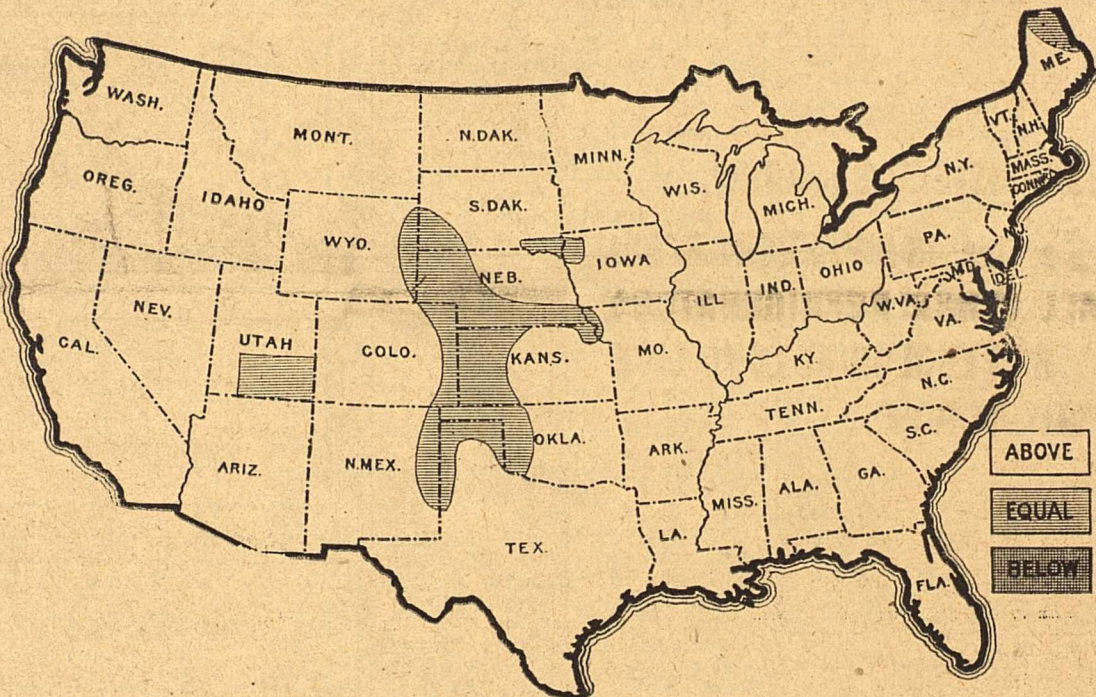 WASH.
MONT.
N.DAK.
MINN.
ME.
VT.
N.H.
OREG.
IDAHO
S.DAK.
WIS.
MICH.
N.Y.
MASS.
CONN.
WYO.
NEB.
IOWA
PA.
N.J.
NEV.
ILL
IND.
OHIO
MD.
DEL.
W.VA.
VA.
CAL.
UTAH
COLO.
KANS.
MO.
KY.
N.C.
TENN.
S.C.
ARIZ.
N.MEX.
OKLA.
ARK.
MISS.
ALA.
GA.
TEX.
LA.
FLA.
ABOVE
EQUAL
BELOW